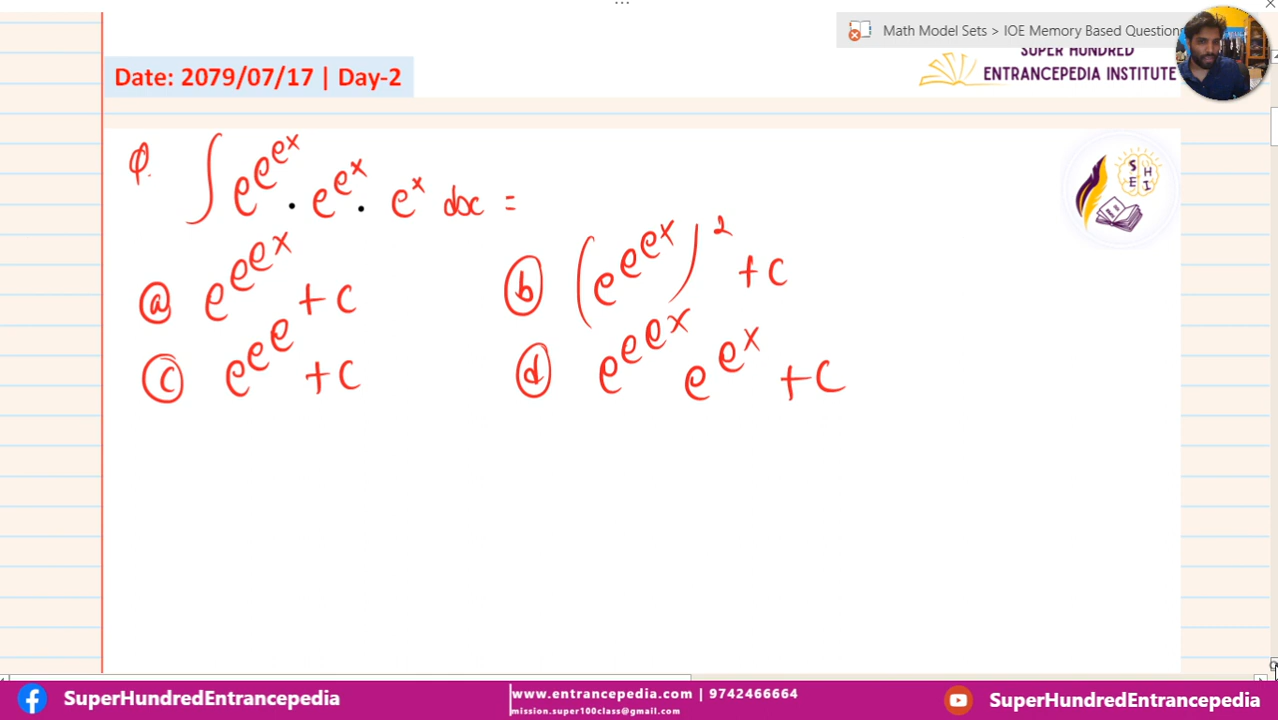 ...
Math Model Sets > IOE Memory Based Question
SUPER HUNDRED
ENTRANCEPEDIA INSTITUTE
Date: 2079/07/17 | Day-2
S H
E I
Q. ∫ e^{e^{e^x}} · e^{e^x} · e^x dx =
(a) e^{e^{e^x}} + C (b) (e^{e^{e^x}})^2 + C
(c) e^{e^e} + C (d) e^{e^{e^x}} e^{e^x} + C
SuperHundredEntrancepedia
www.entrancepedia.com | 9742466664
mission.super100class@gmail.com
SuperHundredEntrancepedia